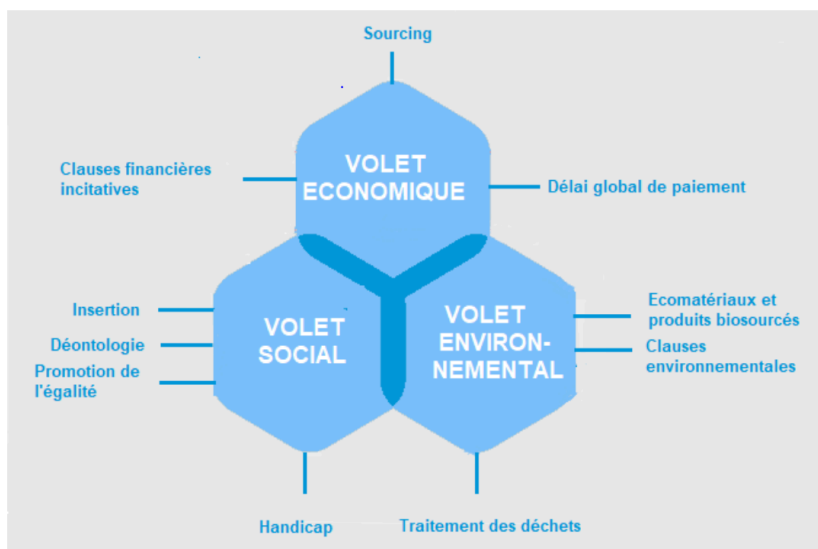 Sourcing
VOLET
ECONOMIQUE
Clauses financières
incitatives
Délai global de paiement
VOLET
SOCIAL
Insertion
Déontologie
Promotion de
l'égalité
Handicap
VOLET
ENVIRON-
NEMENTAL
Ecomatériaux et
produits biosourcés
Clauses
environnementales
Traitement des déchets